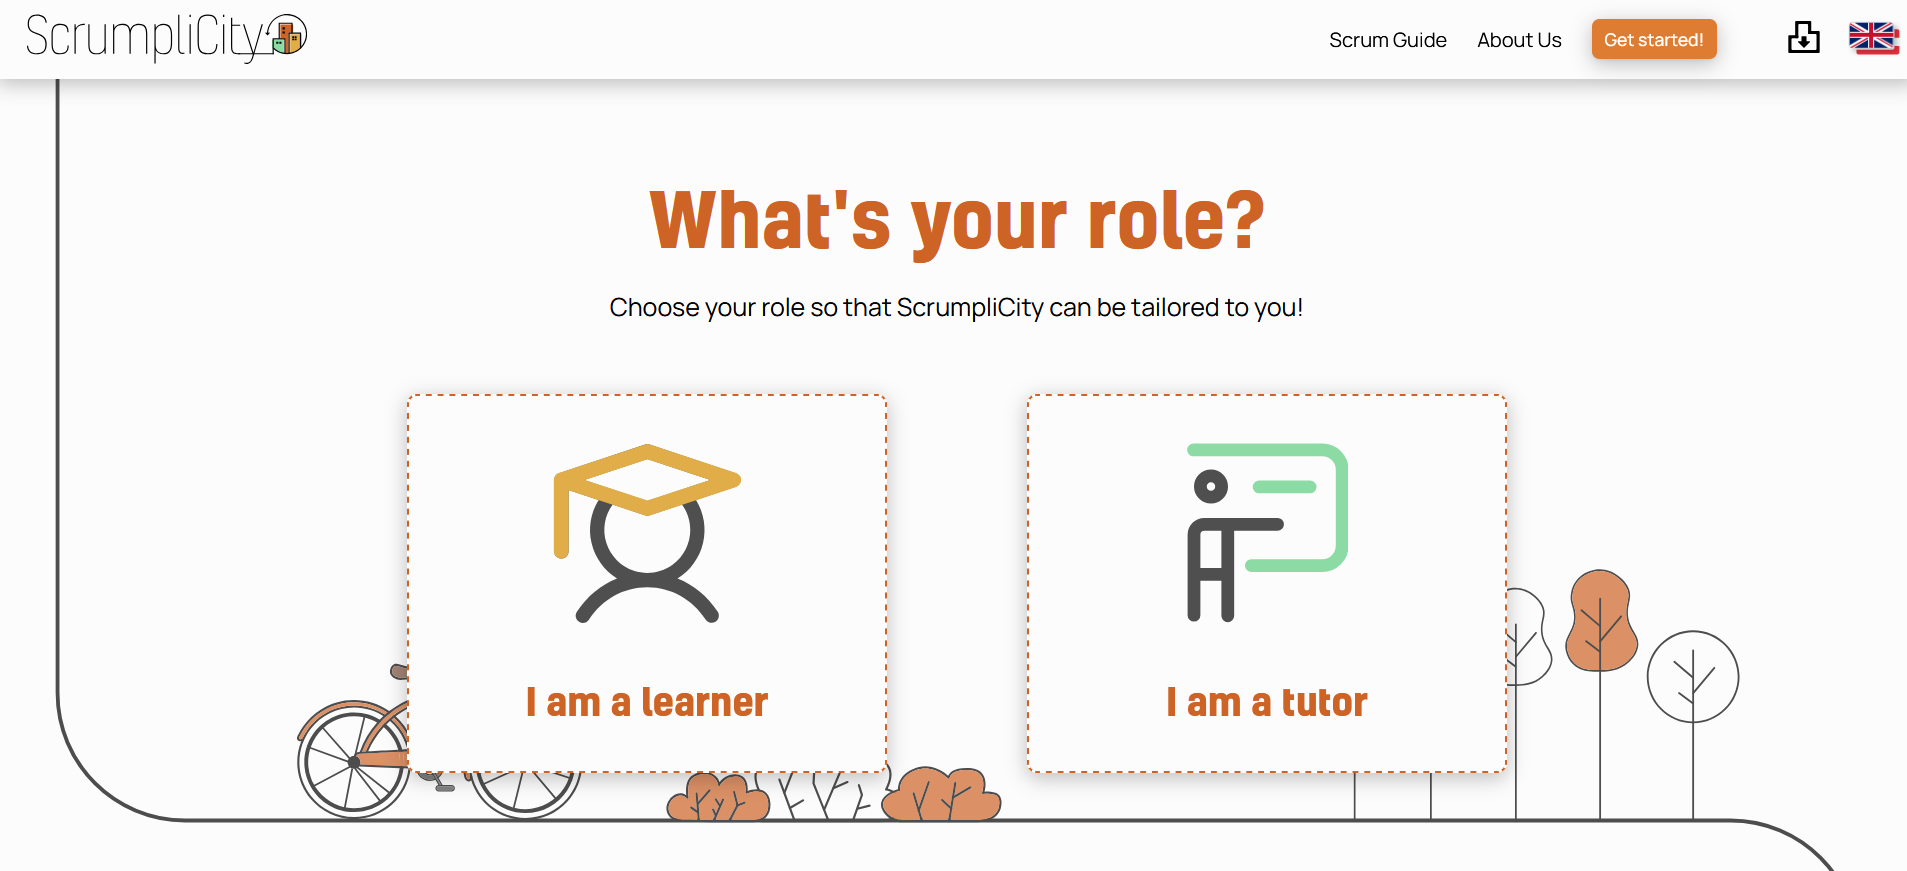 ScrumpliCity
Scrum Guide
About Us
Get started!
What's your role?
Choose your role so that ScrumpliCity can be tailored to you!
I am a learner
I am a tutor